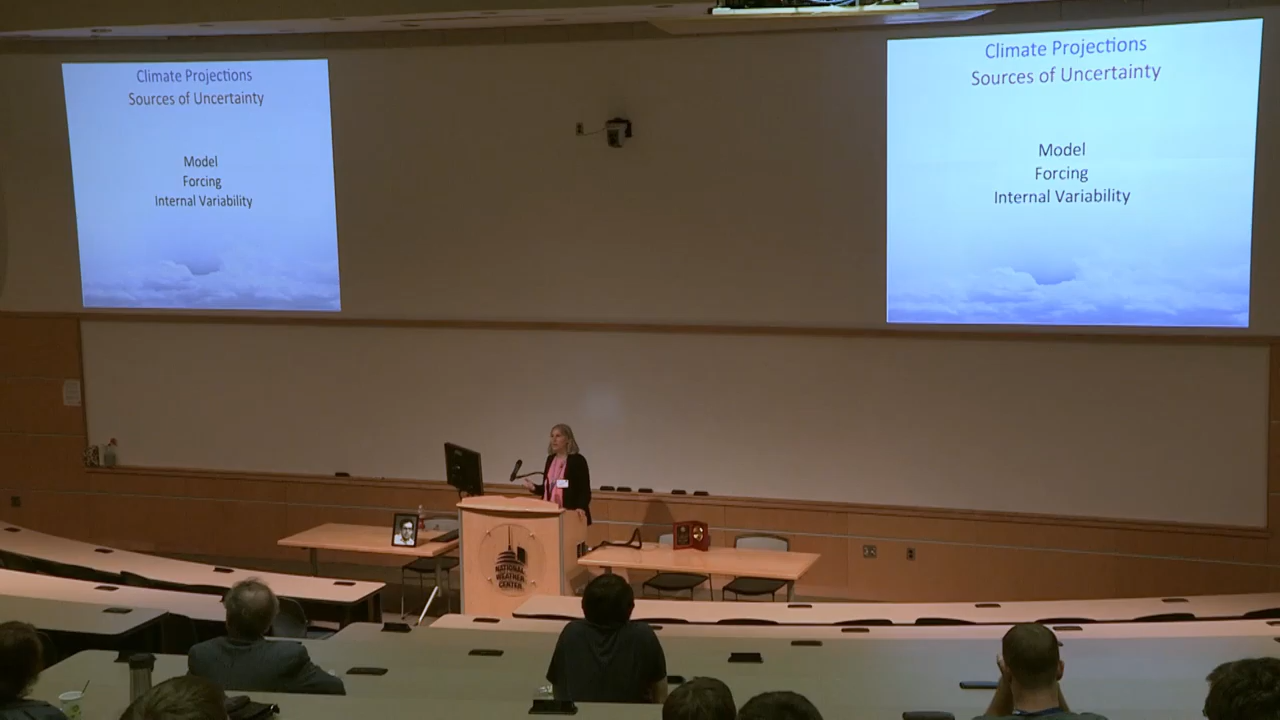 Climate Projections
Sources of Uncertainty
Model
Forcing
Internal Variability
Climate Projections
Sources of Uncertainty
Model
Forcing
Internal Variability
NATIONAL
WEATHER
CENTER